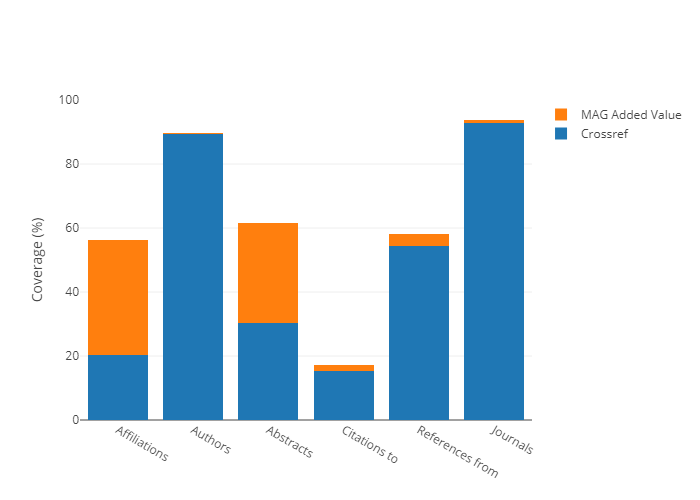 100
80
60
40
20
0
Coverage (%)
Affiliations
Authors
Abstracts
Citations to
References from
Journals
MAG Added Value
Crossref